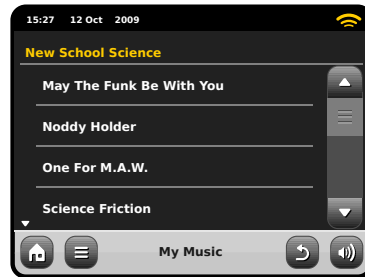 15:27 12 Oct 2009
New School Science
May The Funk Be With You
Noddy Holder
One For M.A.W.
Science Friction
My Music